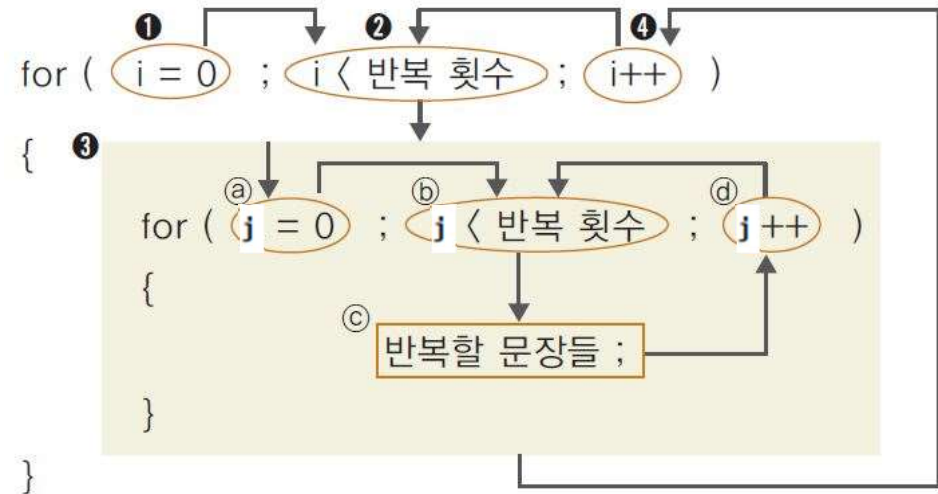 ❶ ❷ ❹
for ( i = 0 ; i < 반복 횟수 ; i++ )
{ ❸
ⓐ ⓑ ⓓ
for ( j = 0 ; j < 반복 횟수 ; j++ )
{
ⓒ 반복할 문장들 ;
}
}